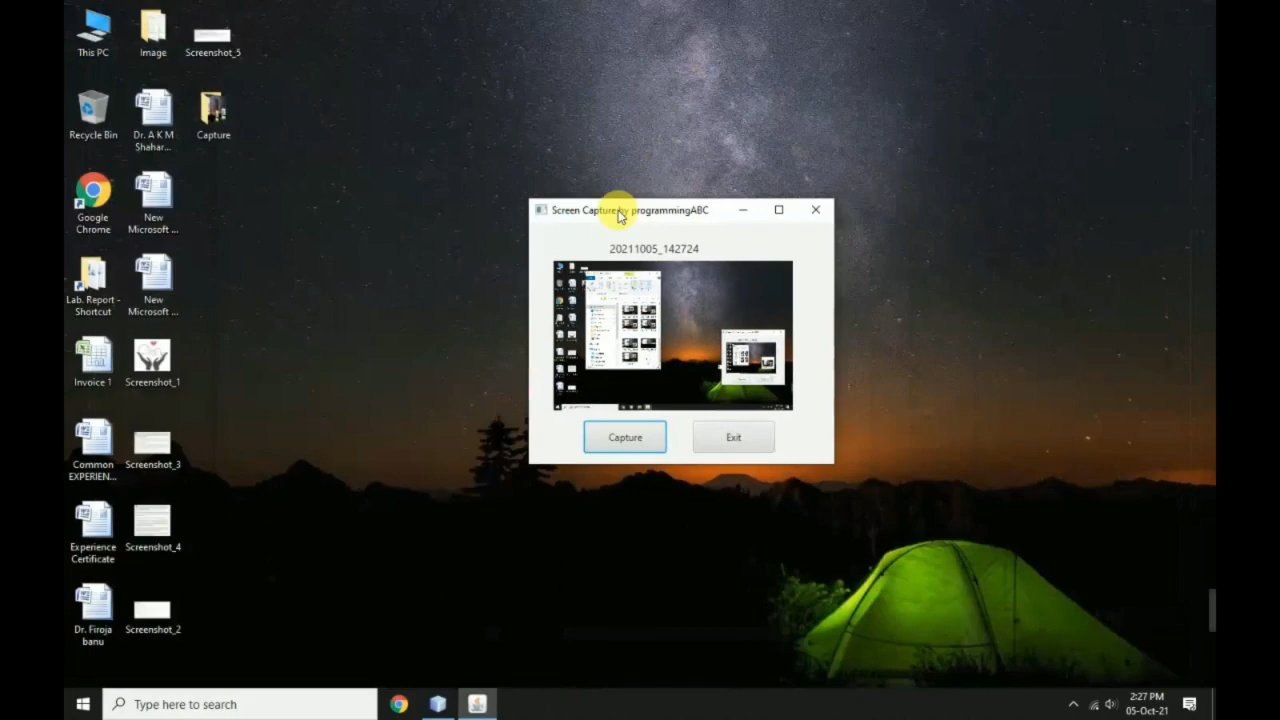 This PC
Image
Screenshot_5
Recycle Bin
Dr. A K M
Shahar...
Capture
Google
Chrome
New
Microsoft ...
Lab. Report -
Shortcut
New
Microsoft ...
Invoice 1
Screenshot_1
Common
EXPERIEN...
Screenshot_3
Experience
Certificate
Screenshot_4
Dr. Firoja
banu
Screenshot_2
Screen Capture by programmingABC
20211005_142724
Capture
Exit
Type here to search
2:27 PM
05-Oct-21